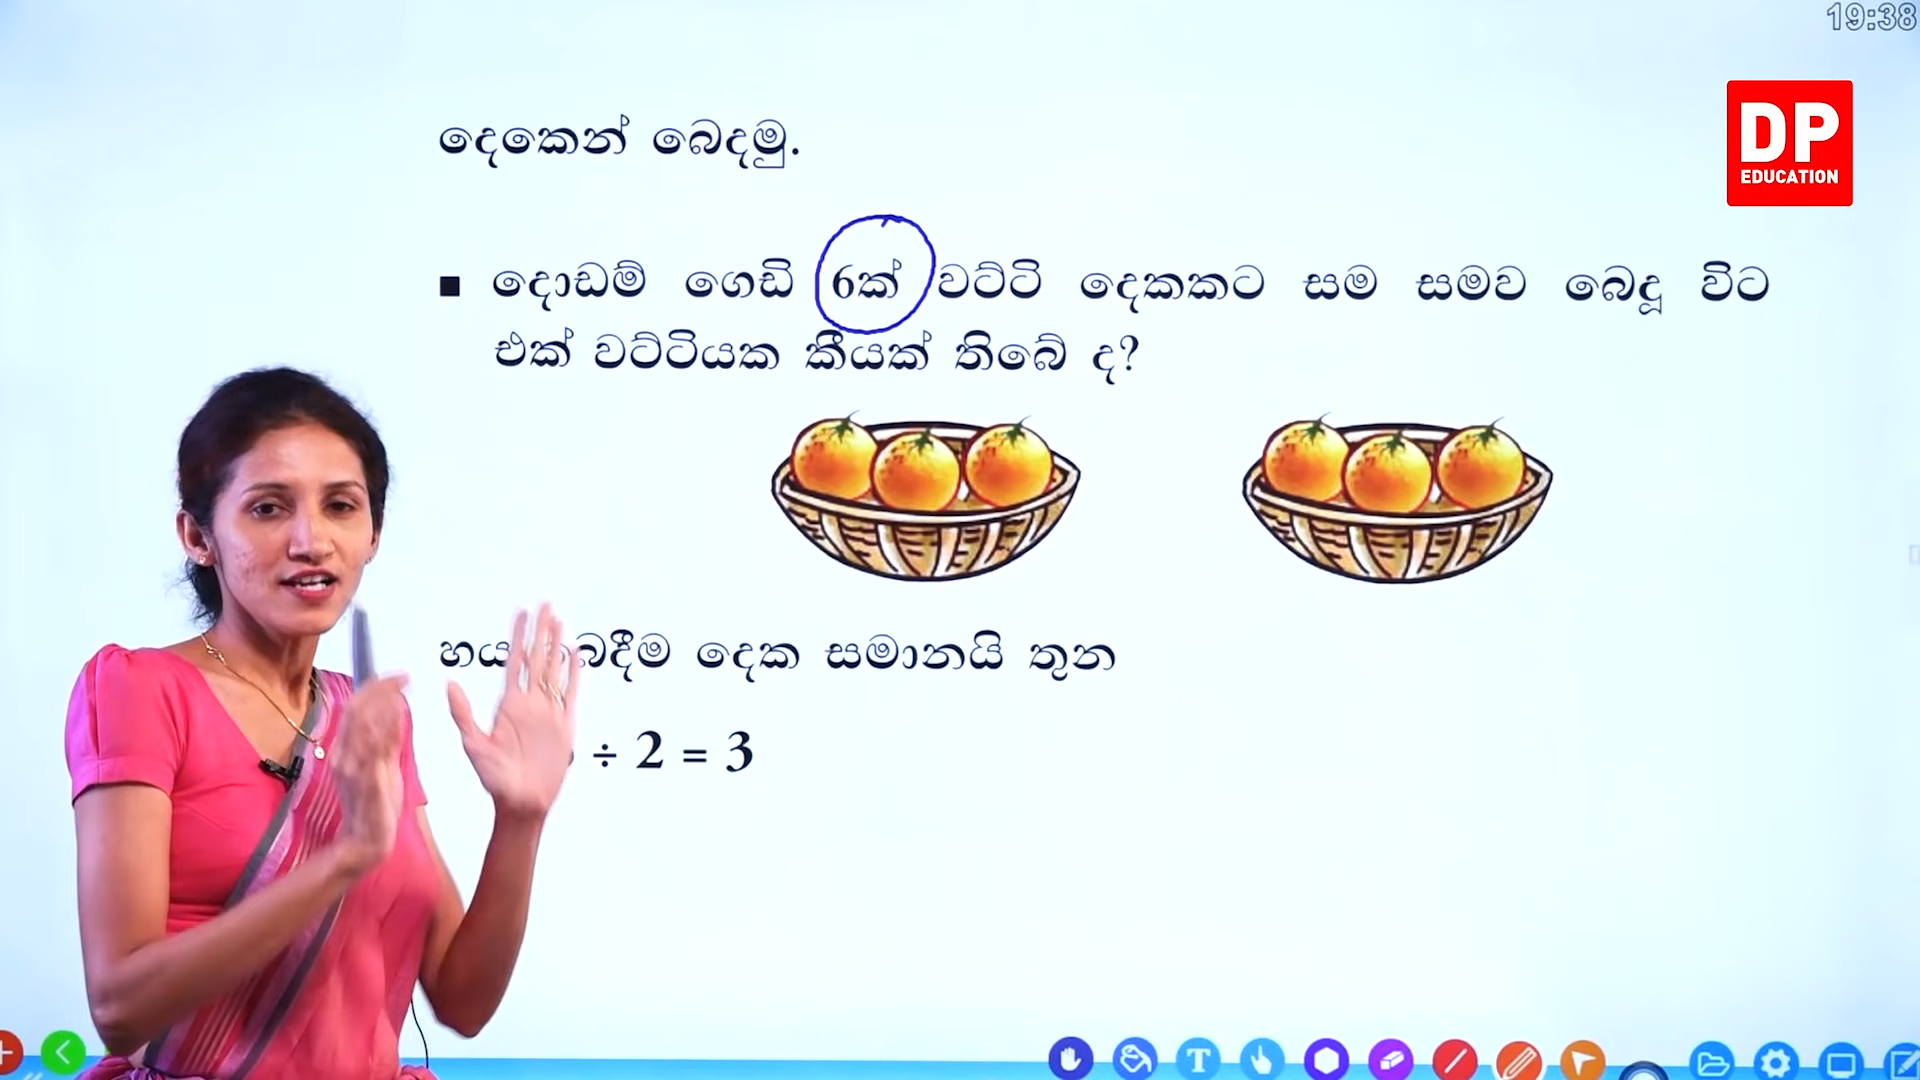 19:38
DP
EDUCATION
දෙකෙන් බෙදමු.
■ දොඩම් ගෙඩි 6ක් වට්ටි දෙකකට සම සමව බෙදූ විට
එක් වට්ටියක කීයක් තිබේ ද?
දෙක සමානයි තුන
÷ 2 = 3
T